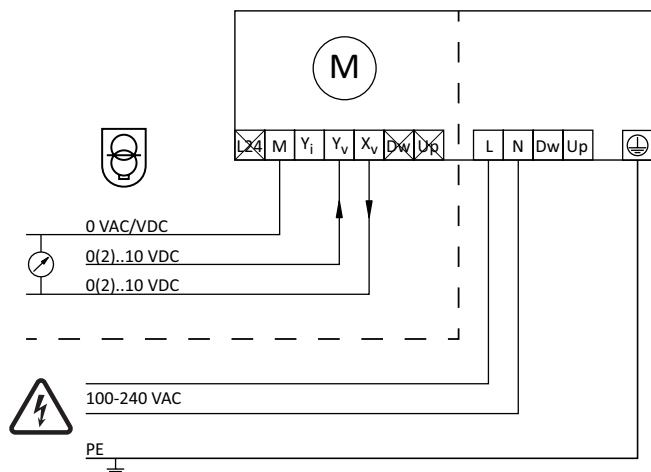 M
L24 M Yi Yv Xv Dw Up L N Dw Up
0 VAC/VDC
0(2)..10 VDC
0(2)..10 VDC
100-240 VAC
PE